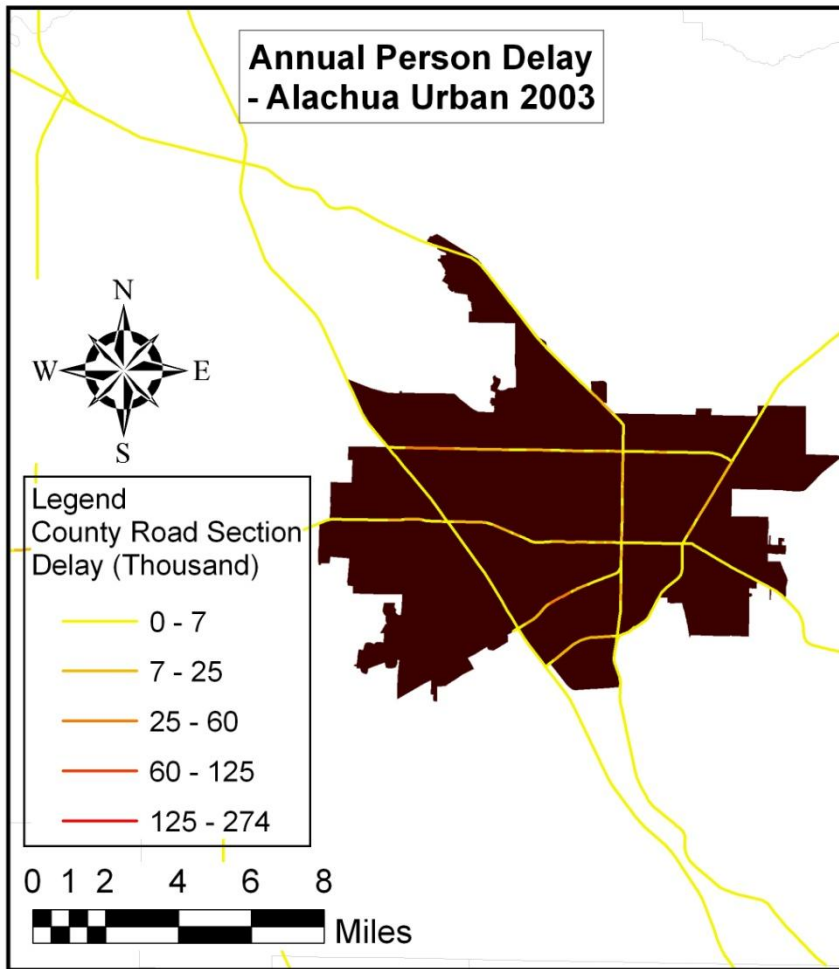 Annual Person Delay
- Alachua Urban 2003
N
W E
S
Legend
County Road Section
Delay (Thousand)
0 - 7
7 - 25
25 - 60
60 - 125
125 - 274
0 1 2 4 6 8
Miles